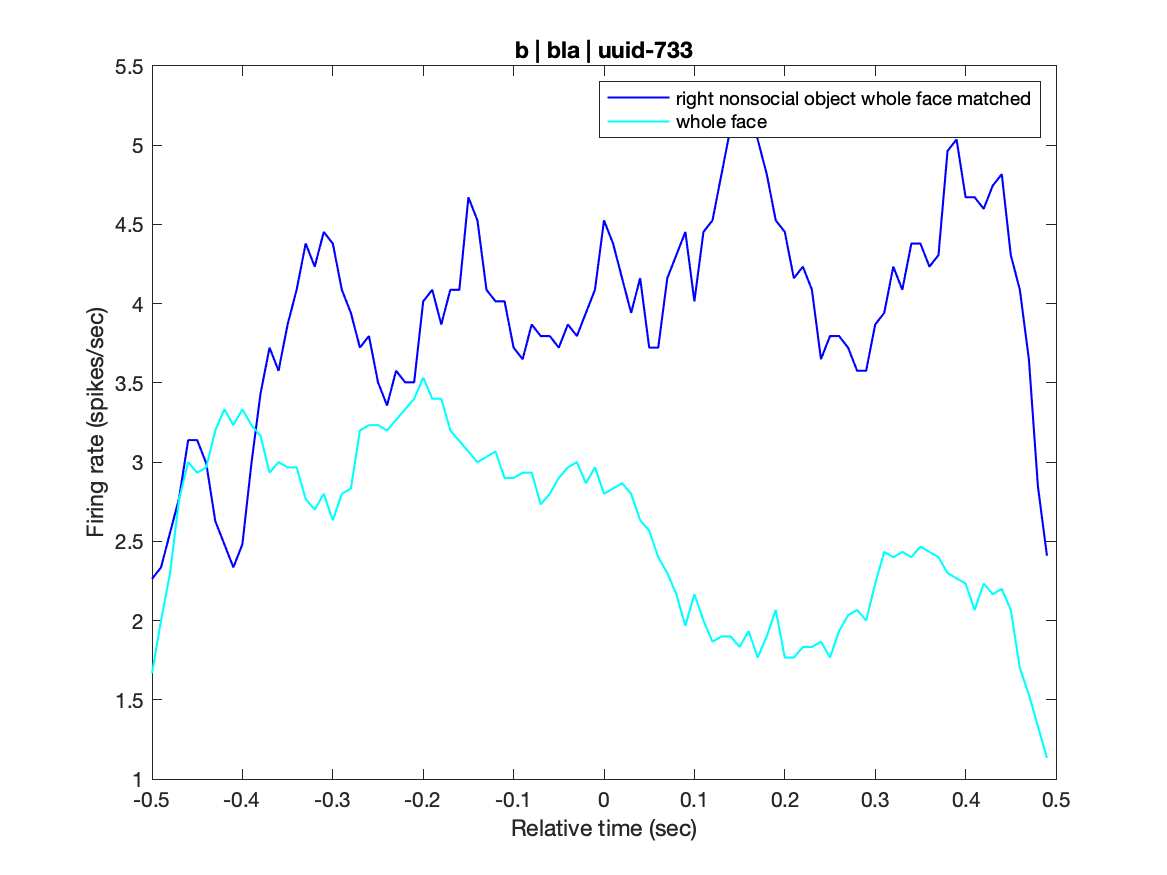 b | bla | uuid-733
right nonsocial object whole face matched
whole face
5.5
5
4.5
4
3.5
3
2.5
2
1.5
1
Firing rate (spikes/sec)
-0.5 -0.4 -0.3 -0.2 -0.1 0 0.1 0.2 0.3 0.4 0.5
Relative time (sec)